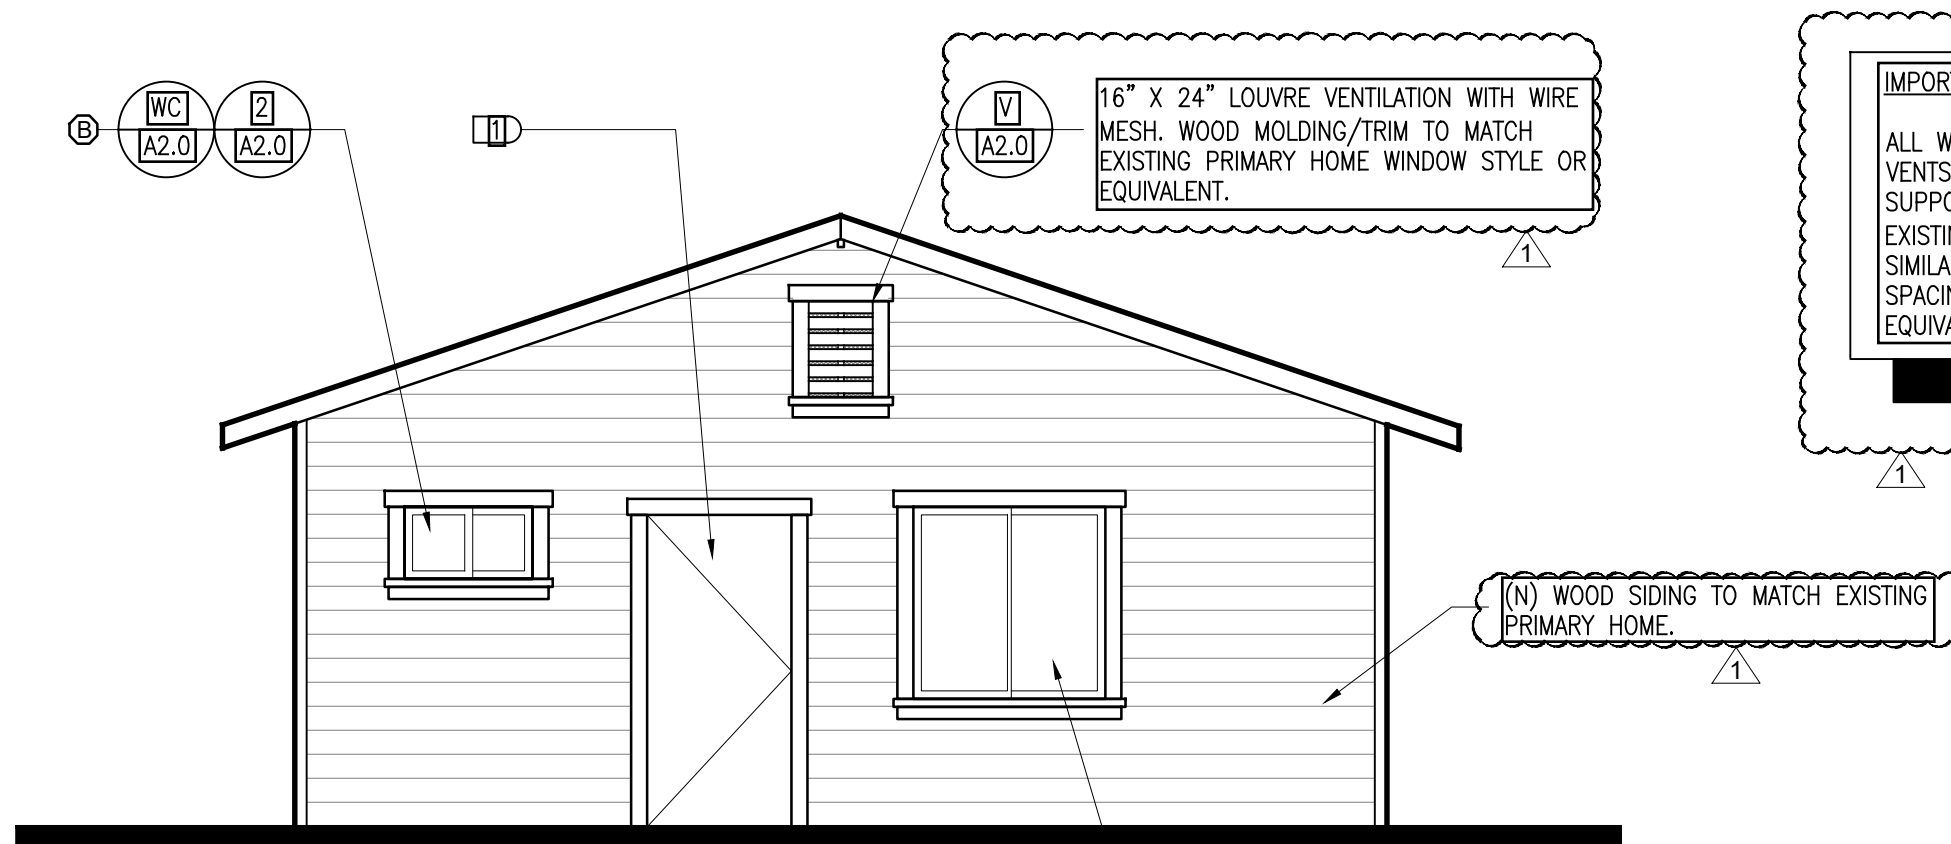 B
WC
A2.0
2
A2.0
1
V
A2.0
16” X 24” LOUVRE VENTILATION WITH WIRE
MESH. WOOD MOLDING/TRIM TO MATCH
EXISTING PRIMARY HOME WINDOW STYLE OR
EQUIVALENT.
1
ALL
VENTS
1
(N) WOOD SIDING TO MATCH EXISTING
PRIMARY HOME.
1